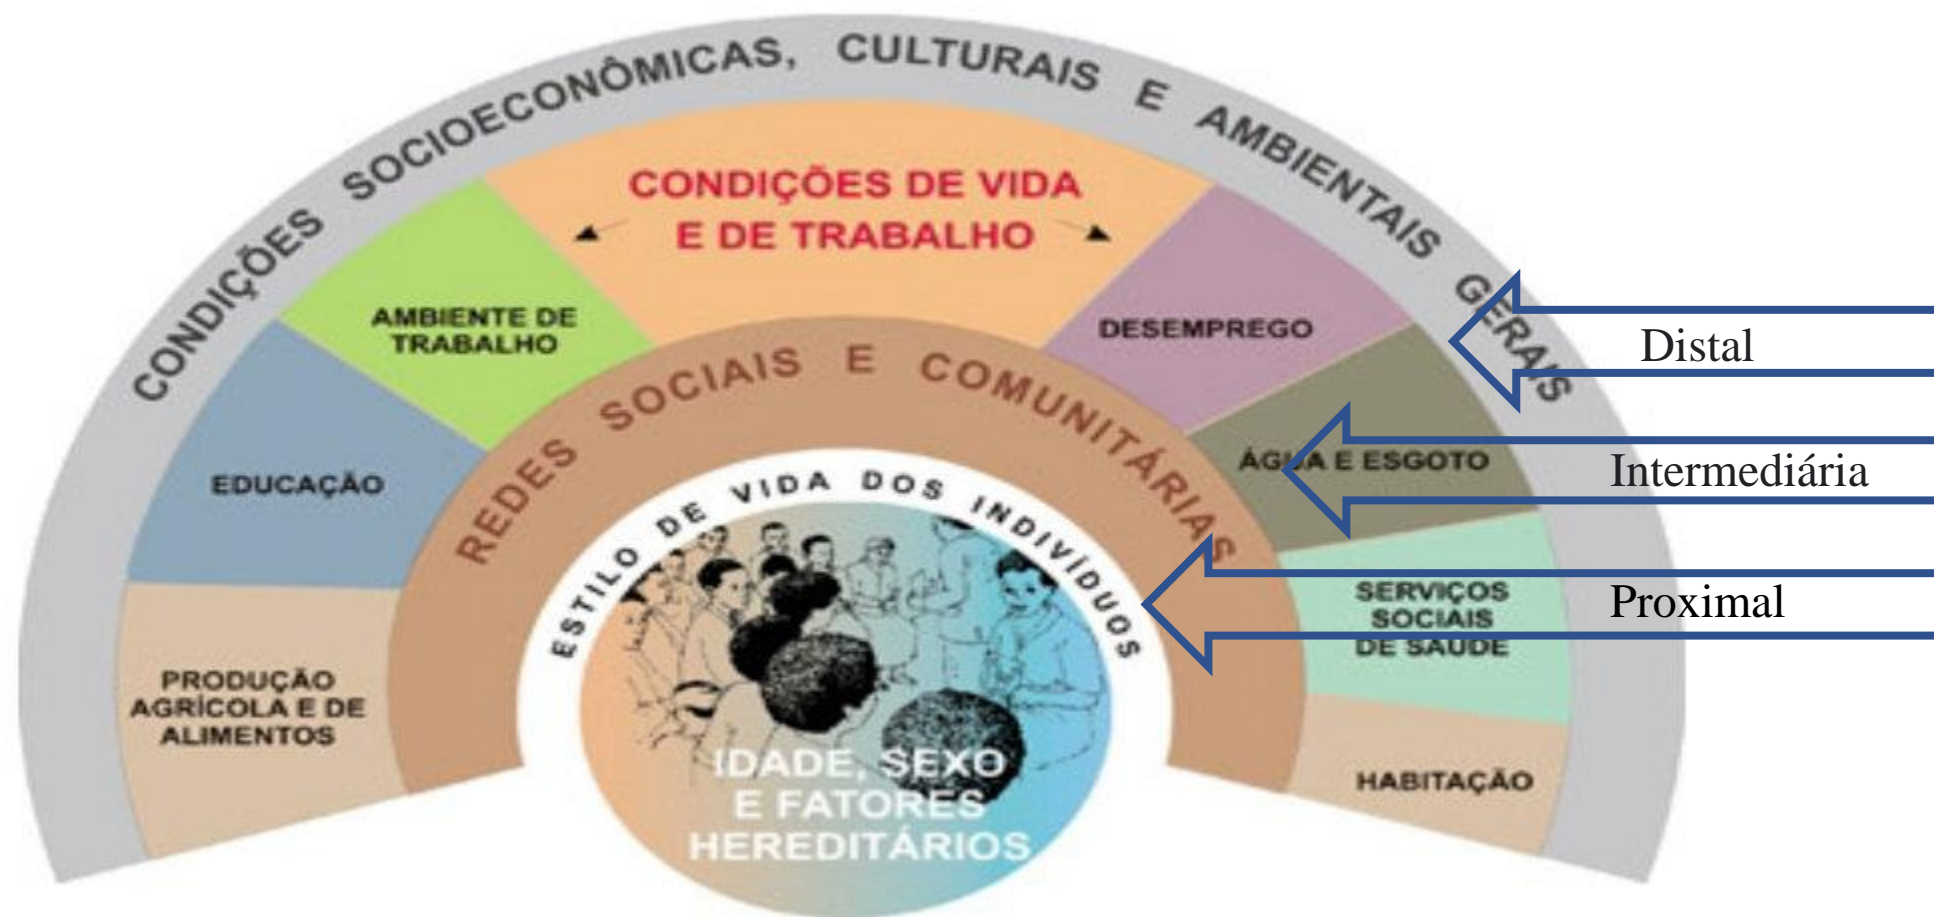 CONDIÇÕES SOCIOECONÔMICAS, CULTURAIS E AMBIENTAIS GERAIS
CONDIÇÕES DE VIDA
E DE TRABALHO
AMBIENTE DE
TRABALHO
DESEMPREGO
Distal
EDUCAÇÃO
ÁGUA E ESGOTO
Intermediária
REDES SOCIAIS E COMUNITÁRIAS
PRODUÇÃO
AGRÍCOLA E DE
ALIMENTOS
SERVIÇOS
SOCIAIS
DE SAÚDE
Proximal
HABITAÇÃO
ESTILO DE VIDA DOS INDIVÍDUOS
IDADE, SEXO
E FATORES
HEREDITÁRIOS